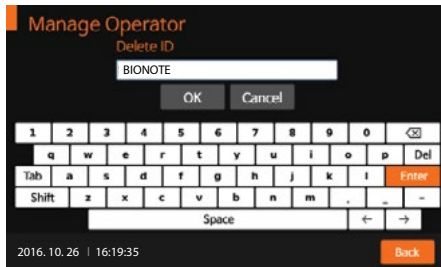 Manage Operator
Delete ID
BIONOTE
OK Cancel
1 2 3 4 5 6 7 8 9 0
q w e r t y u i o p Del
Tab a s d f g h j k l Enter
Shift z x c v b n m . _ -
Space ← →
2016. 10. 26 | 16:19:35 Back